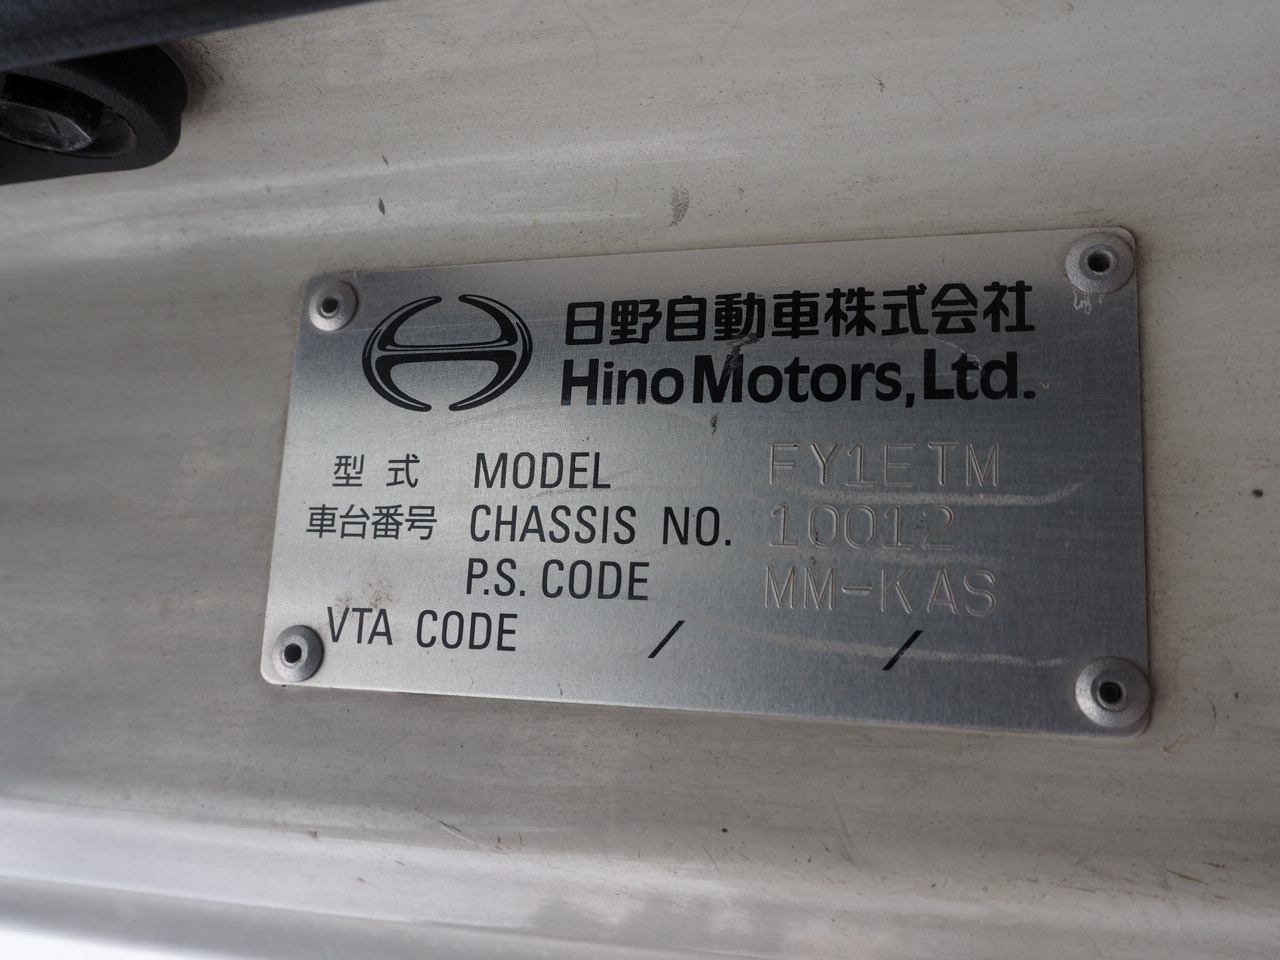 日野自動車株式会社
Hino Motors, Ltd.
型式 MODEL FY1ETM
車台番号 CHASSIS NO. 10012
P.S. CODE MM-KAS
VTA CODE / /